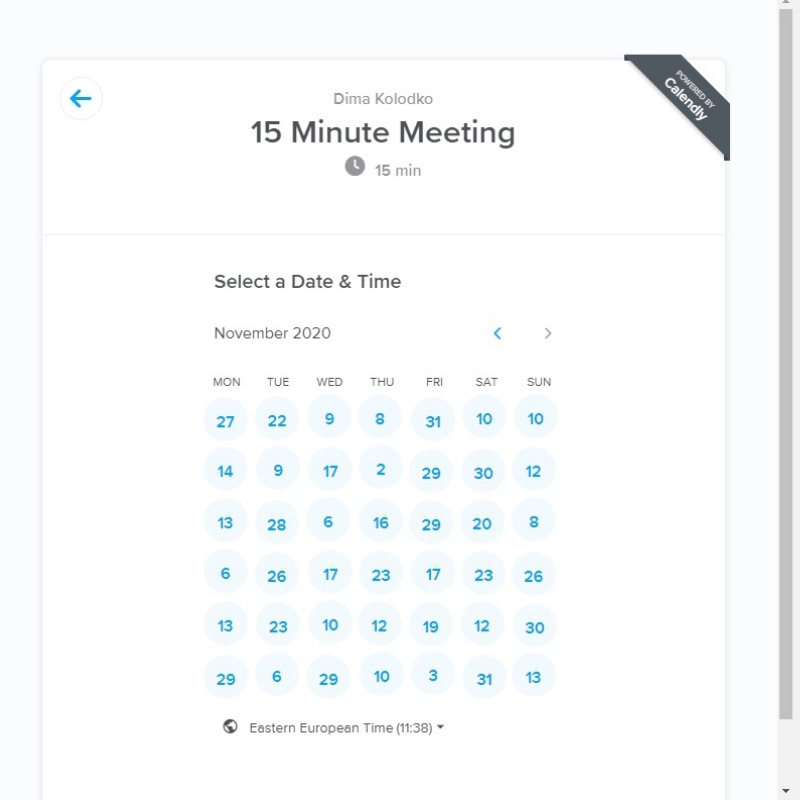 POWERED BY
Calendly
Dima Kolodko
15 Minute Meeting
15 min
Select a Date & Time
November 2020
MON TUE WED THU FRI SAT SUN
27 22 9 8 31 10 10
14 9 17 2 29 30 12
13 28 6 16 29 20 8
6 26 17 23 17 23 26
13 23 10 12 19 12 30
29 6 29 10 3 31 13
Eastern European Time (11:38)